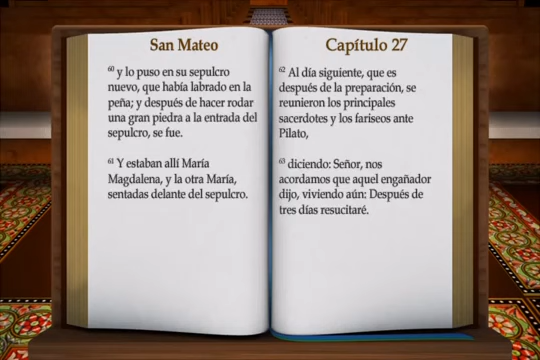 San Mateo
60 y lo puso en su sepulcro
nuevo, que había labrado en la
peña; y después de hacer rodar
una gran piedra a la entrada del
sepulcro, se fue.
61 Y estaban allí María
Magdalena, y la otra María,
sentadas delante del sepulcro.
Capítulo 27
62 Al día siguiente, que es
después de la preparación, se
reunieron los principales
sacerdotes y los fariseos ante
Pilato,
63 diciendo: Señor, nos
acordamos que aquel engañador
dijo, viviendo aún: Después de
tres días resucitaré.